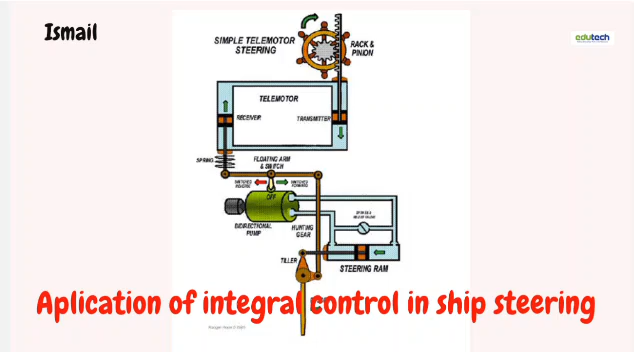 Ismail
edutech
SIMPLE TELEMOTOR
STEERING
RACK &
PINION
TELEMOTOR
RECEIVER
TRANSMITTER
SPRING
FLOATING ARM
& SWITCH
OFF
BIDIRECTIONAL
PUMP
HUNTING
GEAR
TILLER
STEERING RAM
Aplication of integral control in ship steering